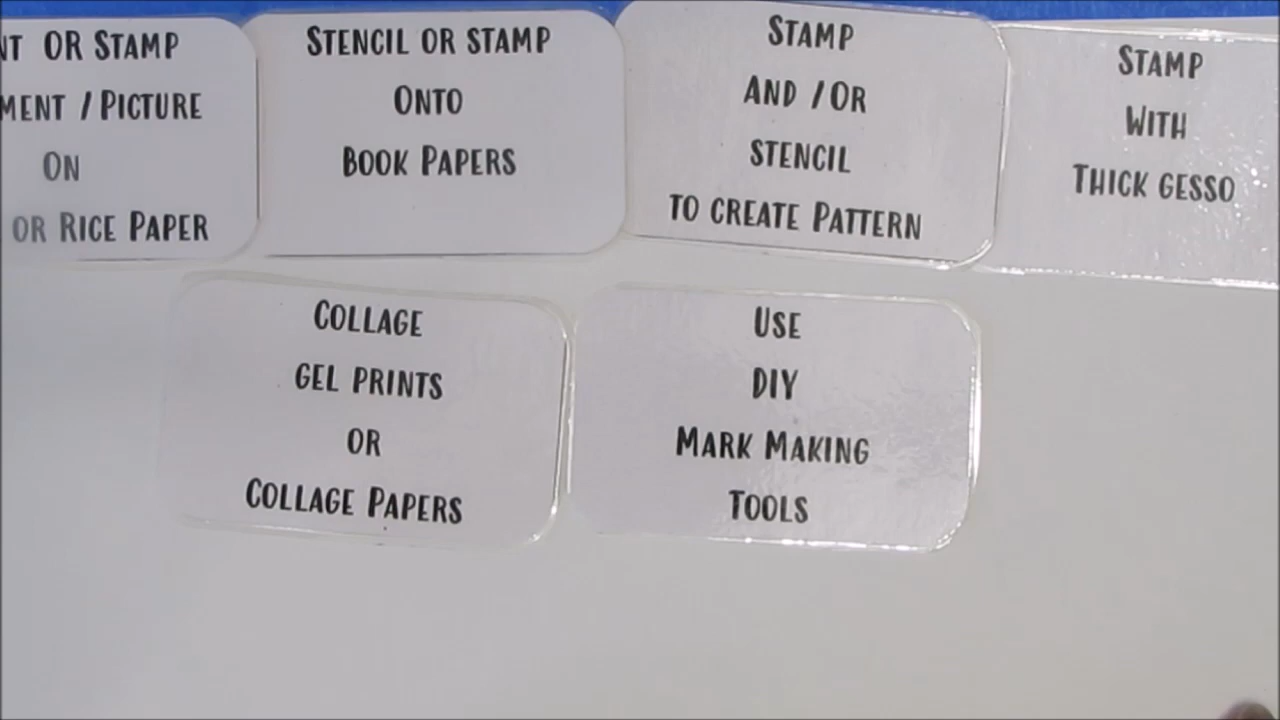 OR STAMP
/ PICTURE
ON
OR RICE PAPER
STENCIL OR STAMP
ONTO
BOOK PAPERS
STAMP
AND / OR
STENCIL
TO CREATE PATTERN
STAMP
WITH
THICK GESSO
COLLAGE
GEL PRINTS
OR
COLLAGE PAPERS
USE
DIY
MARK MAKING
TOOLS